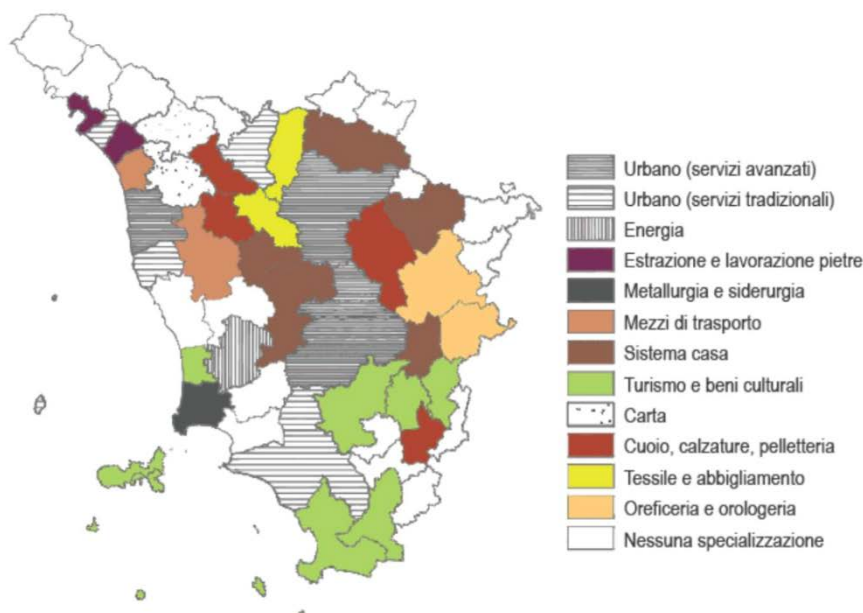 Urbano (servizi avanzati)
Urbano (servizi tradizionali)
Energia
Estrazione e lavorazione pietre
Metallurgia e siderurgia
Mezzi di trasporto
Sistema casa
Turismo e beni culturali
Carta
Cuoio, calzature, pelletteria
Tessile e abbigliamento
Oreficeria e orologeria
Nessuna specializzazione